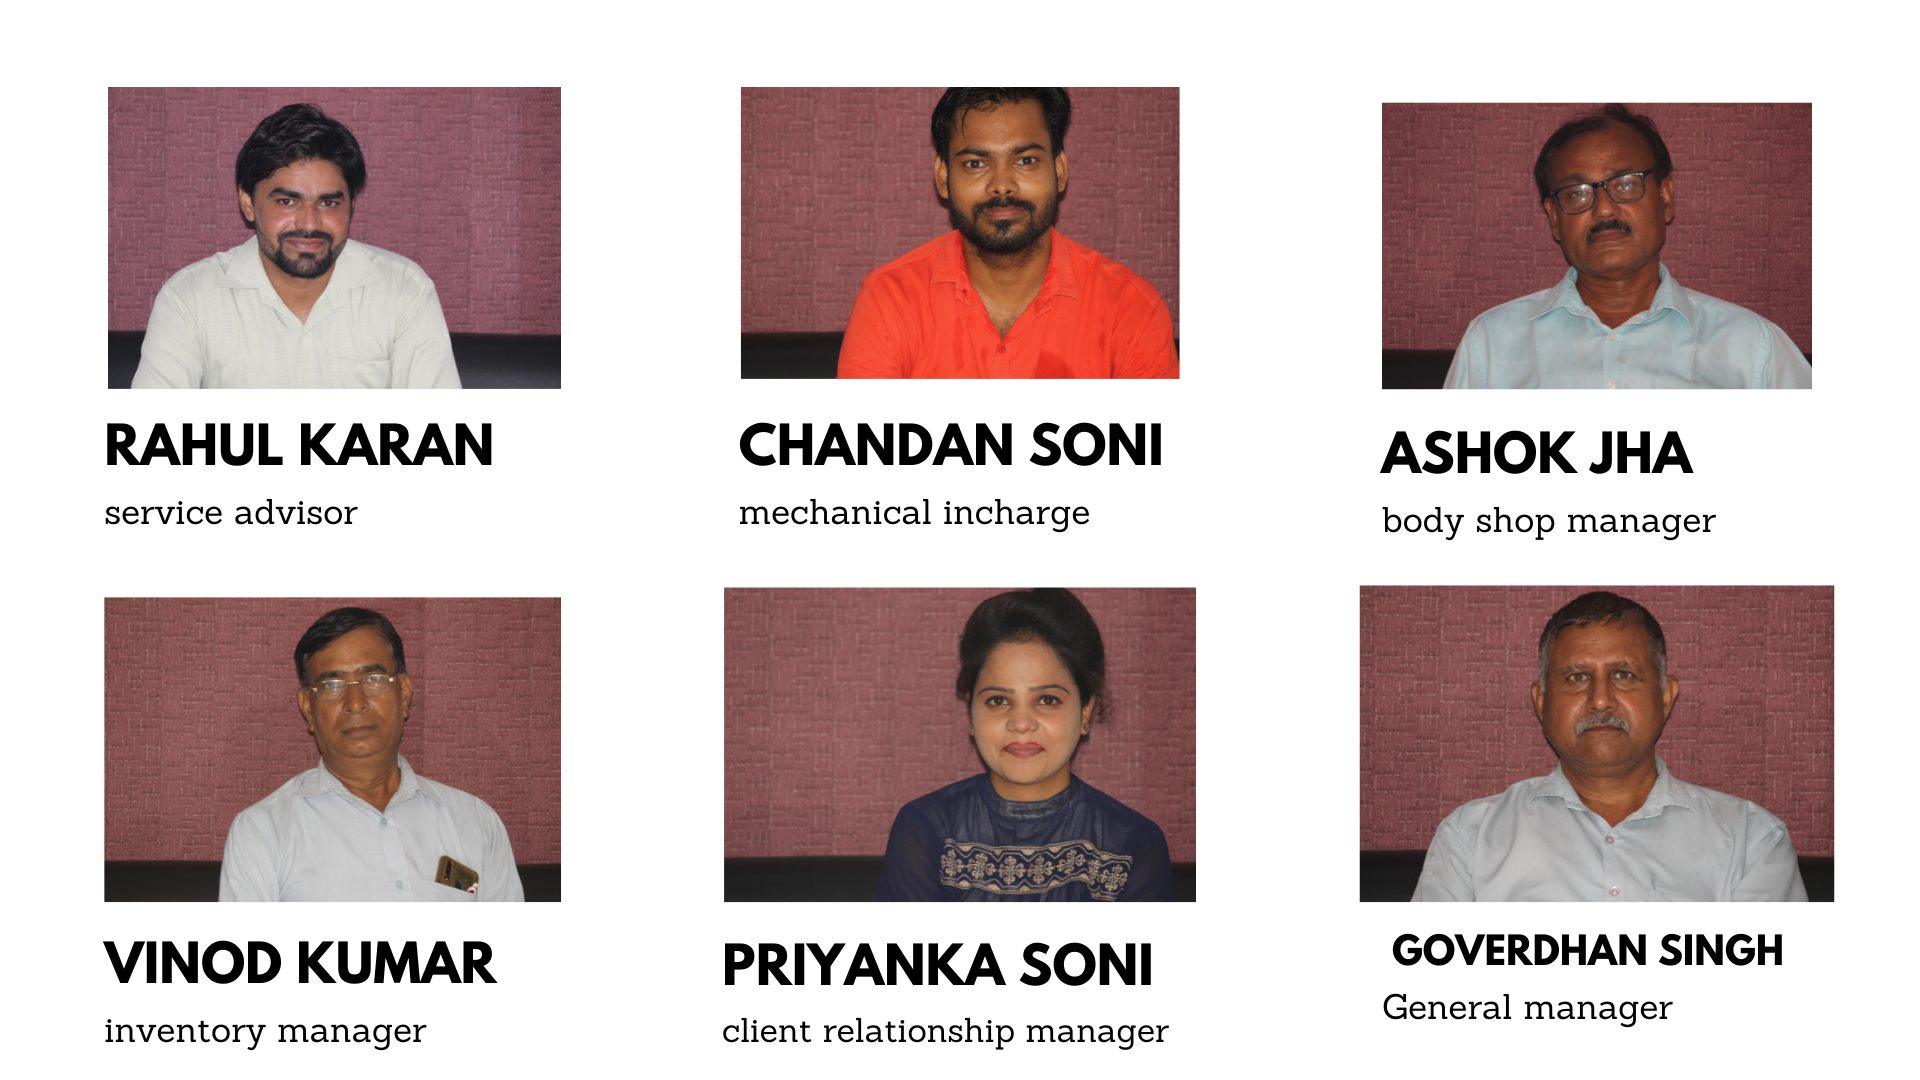 RAHUL KARAN
service advisor
CHANDAN SONI
mechanical incharge
ASHOK JHA
body shop manager
VINOD KUMAR
inventory manager
PRIYANKA SONI
client relationship manager
GOVERDHAN SINGH
General manager